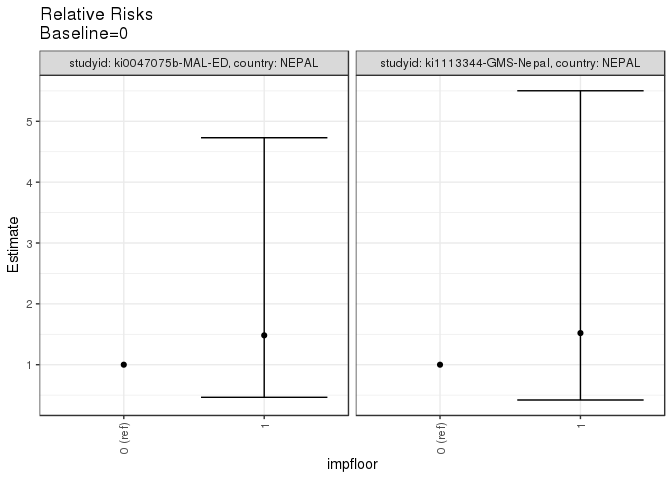 Relative Risks
Baseline=0
studyid: ki0047075b-MAL-ED, country: NEPAL
studyid: ki1113344-GMS-Nepal, country: NEPAL
Estimate
5
4
3
2
1
0 (ref)
1
0 (ref)
1
impfloor